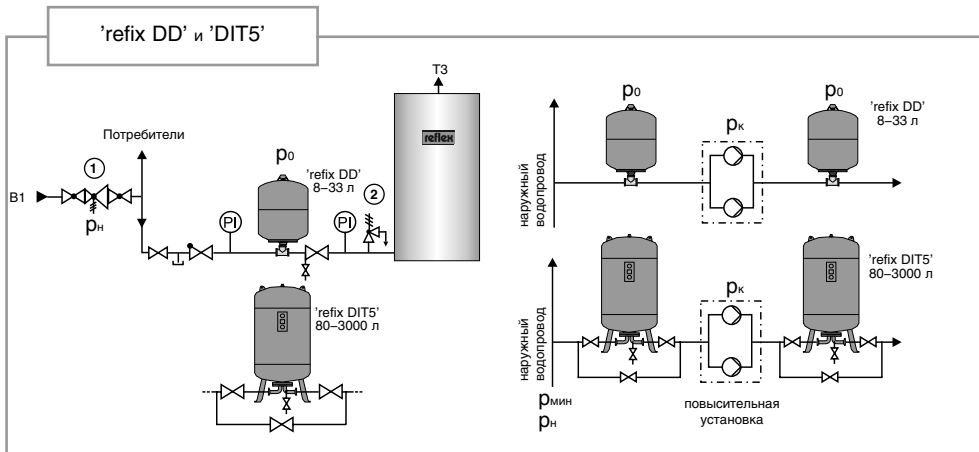 'refix DD' и 'DIT5'
T3
Потребители
1
В1
pн
p0
'refix DD'
8–33 л
PI
PI
2
reflex
'refix DIT5'
80–3000 л
наружный
водопровод
p0
pк
p0
'refix DD'
8–33 л
наружный
водопровод
'refix DIT5'
80–3000 л
pк
'refix DIT5'
80–3000 л
pмин
pн
повысительная
установка